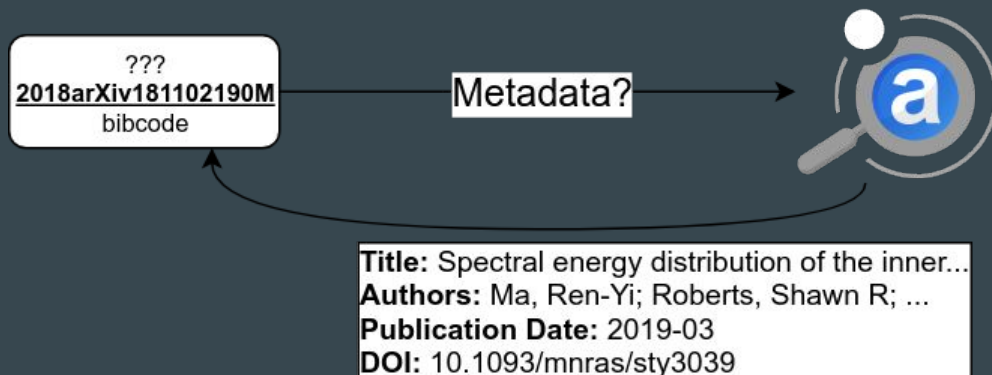 ???
2018arXiv181102190M
bibcode
Metadata?
a
Title: Spectral energy distribution of the inner...
Authors: Ma, Ren-Yi; Roberts, Shawn R; ...
Publication Date: 2019-03
DOI: 10.1093/mnras/sty3039